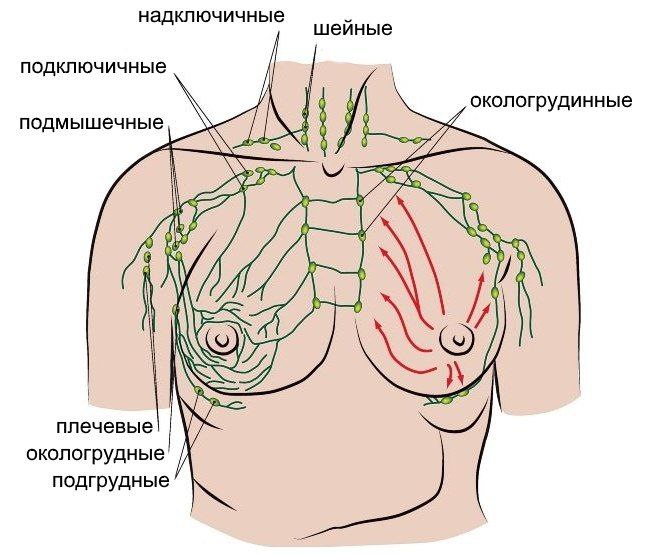 надключичные
шейные
подключичные
окологрудинные
подмышечные
плечевые
окологрудные
подгрудные